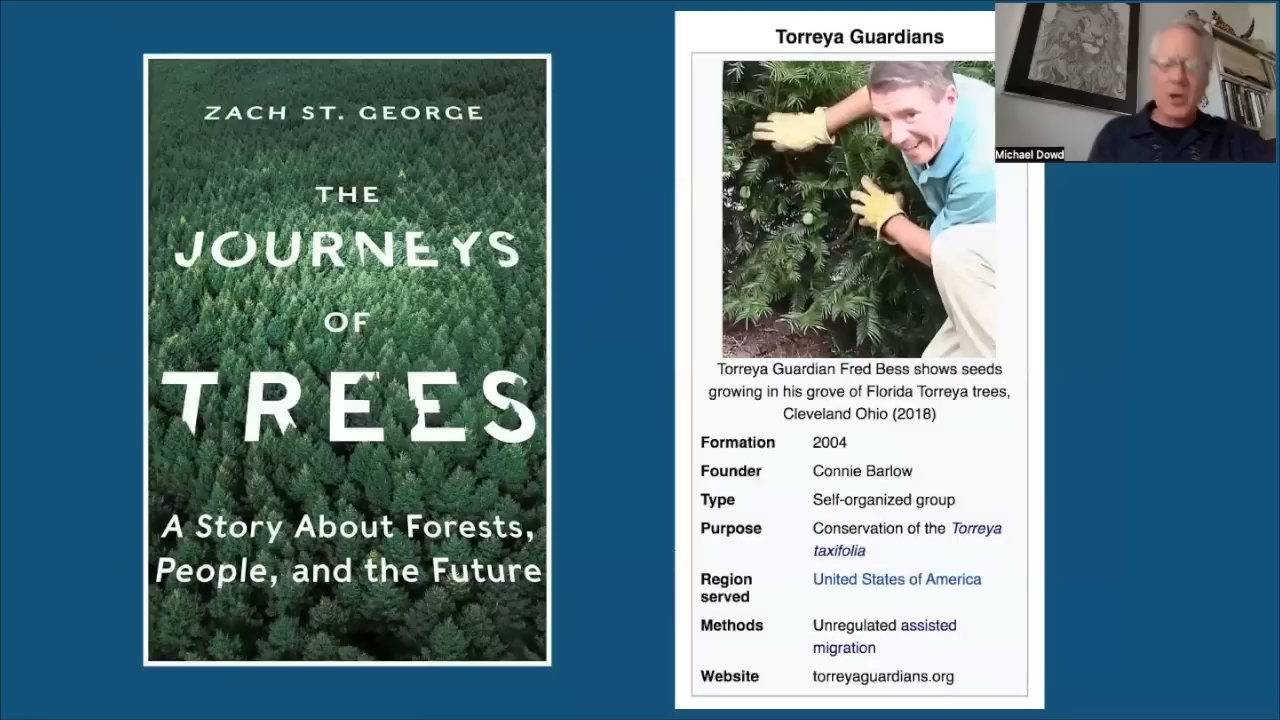 ZACH ST. GEORGE
THE
JOURNEYS
OF
TREES
A Story About Forests,
People, and the Future
Torreya Guardians
Torreya Guardian Fred Bess shows seeds
growing in his grove of Florida Torreya trees,
Cleveland Ohio (2018)
Formation 2004
Founder Connie Barlow
Type Self-organized group
Purpose Conservation of the Torreya
taxifolia
Region United States of America
served
Methods Unregulated assisted
migration
Website torreyaguardians.org
Michael Dowd